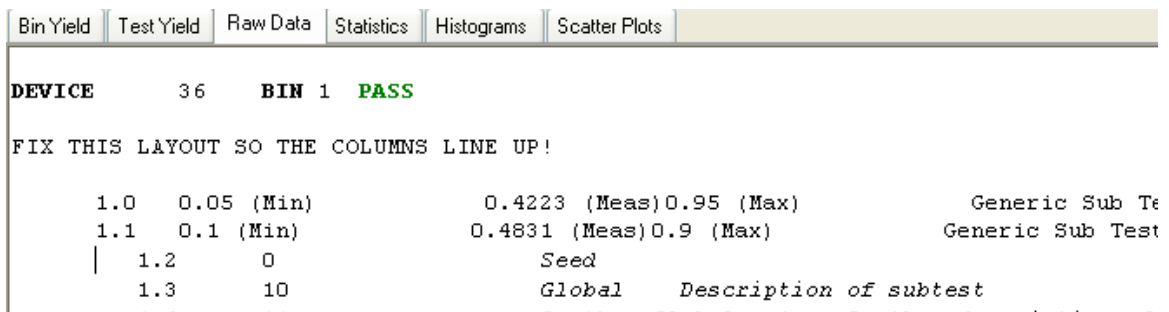 Bin Yield Test Yield Raw Data Statistics Histograms Scatter Plots
DEVICE 36 BIN 1 PASS
FIX THIS LAYOUT SO THE COLUMNS LINE UP!
1.0 0.05 (Min) 0.4223 (Meas)0.95 (Max) Generic Sub Te
1.1 0.1 (Min) 0.4831 (Meas)0.9 (Max) Generic Sub Test
1.2 0 Seed
1.3 10 Global Description of subtest